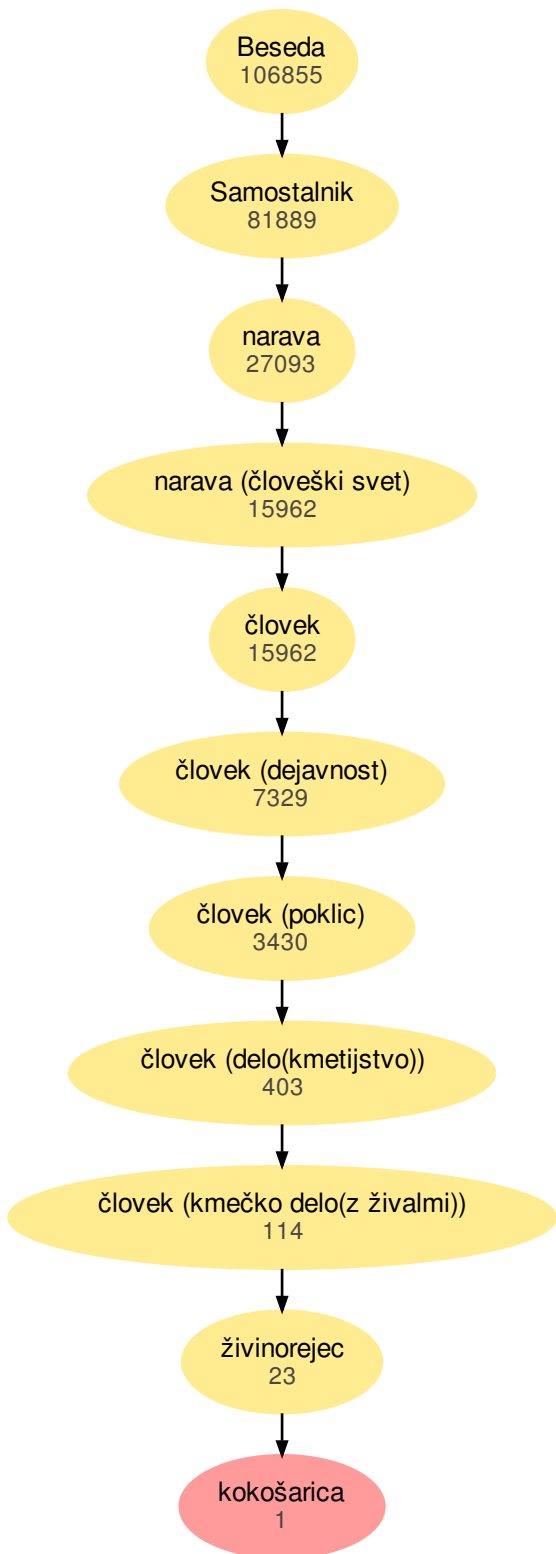 Beseda
106855
Samostalnik
81889
narava
27093
narava (človeški svet)
15962
človek
15962
človek (dejavnost)
7329
človek (poklic)
3430
človek (delo(kmetijstvo))
403
človek (kmečko delo(z živalmi))
114
živinorejec
23
kokošarica
1